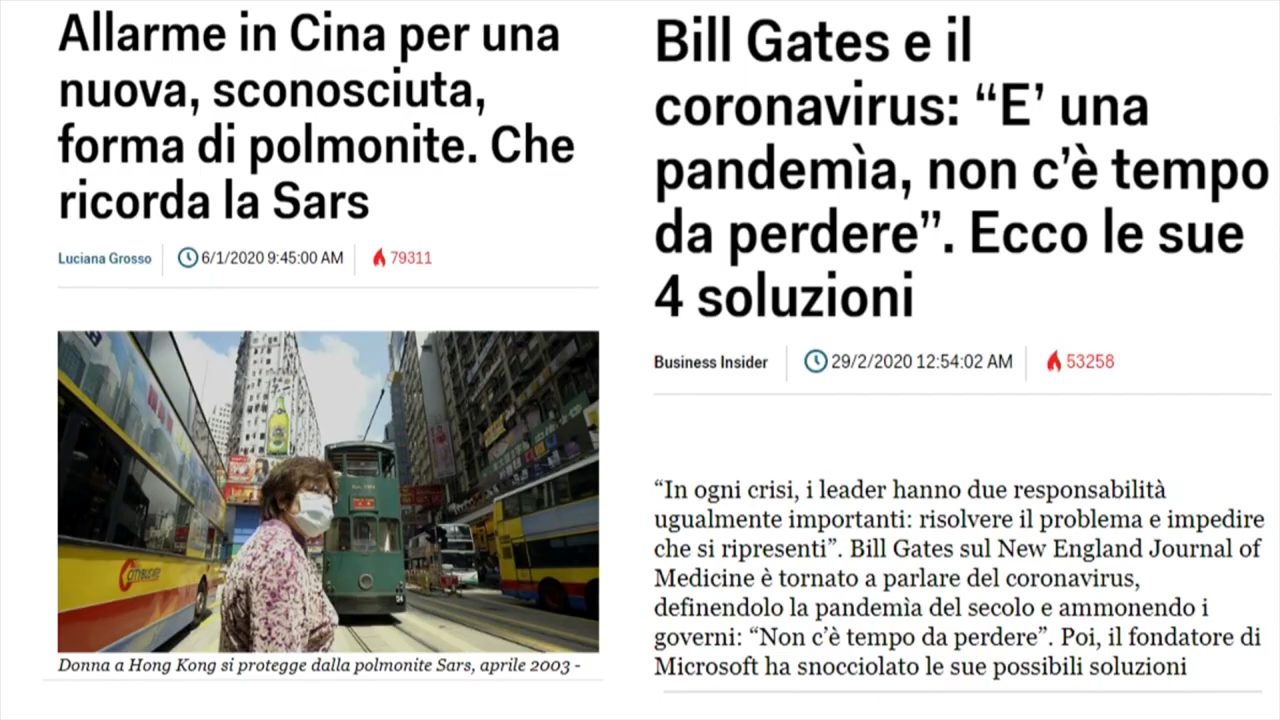 Allarme in Cina per una
nuova, sconosciuta,
forma di polmonite. Che
ricorda la Sars
Luciana Grosso
6/1/2020 9:45:00 AM
79311
CITYBUS
Donna a Hong Kong si protegge dalla polmonite Sars, aprile 2003 -
Bill Gates e il
coronavirus: “E’ una
pandemìa, non c’è tempo
da perdere”. Ecco le sue
4 soluzioni
Business Insider
29/2/2020 12:54:02 AM
53258
“In ogni crisi, i leader hanno due responsabilità
ugualmente importanti: risolvere il problema e impedire
che si ripresenti”. Bill Gates sul New England Journal of
Medicine è tornato a parlare del coronavirus,
definendolo la pandemìa del secolo e ammonendo i
governi: “Non c’è tempo da perdere”. Poi, il fondatore di
Microsoft ha snocciolato le sue possibili soluzioni